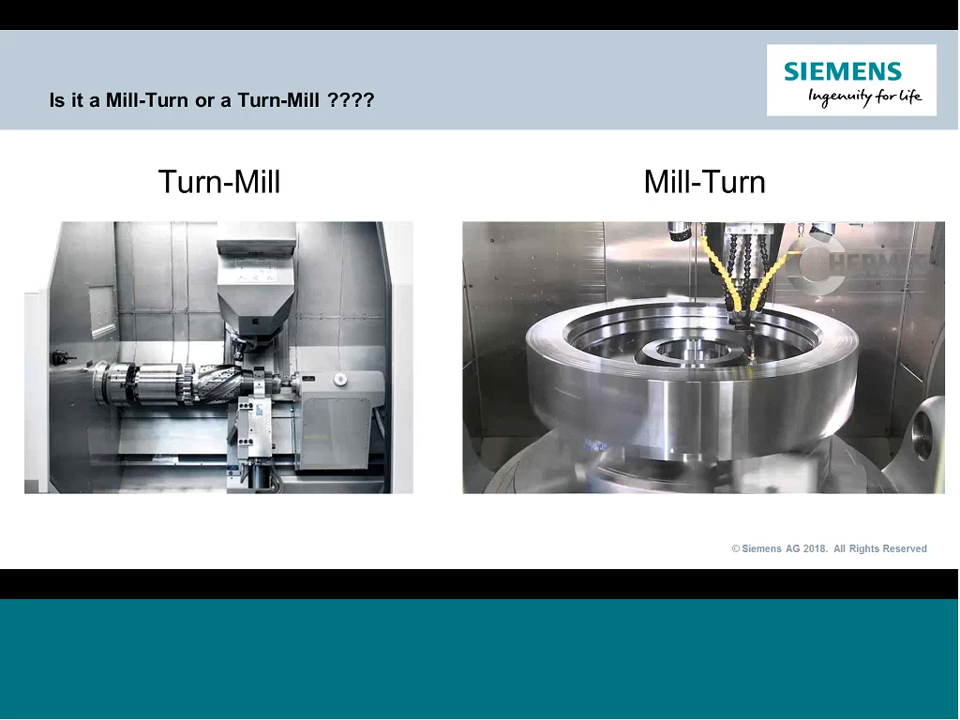 SIEMENS
Ingenuity for life
Is it a Mill-Turn or a Turn-Mill ????
Turn-Mill
Mill-Turn
© Siemens AG 2018. All Rights Reserved